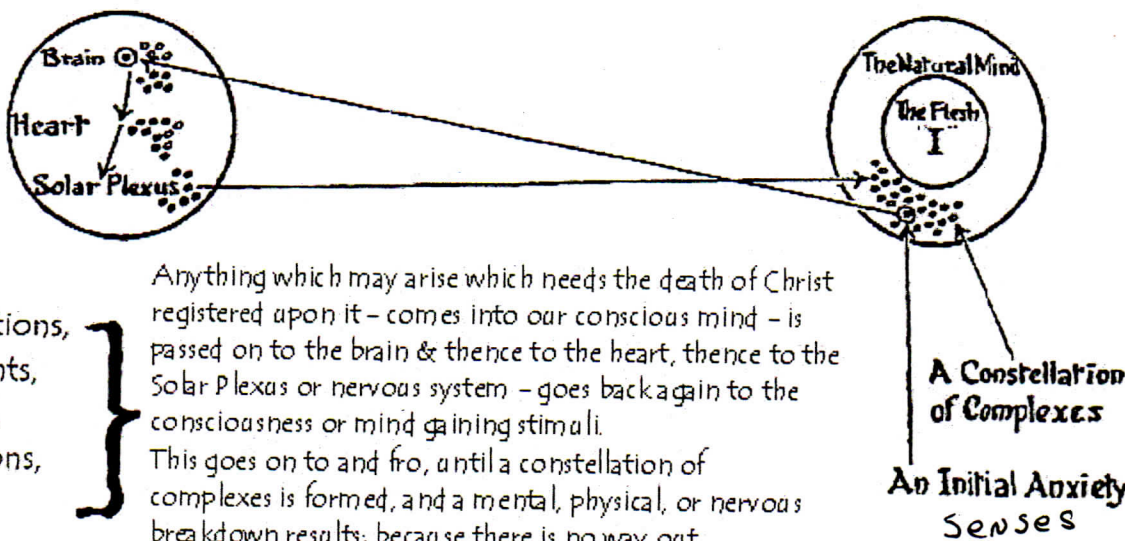 Brain
Heart
Solar Plexus
The Natural Mind
The Flesh
"I"
Anything which may arise which needs the death of Christ
registered upon it – comes into our conscious mind – is
passed on to the brain & thence to the heart, thence to the
Solar Plexus or nervous system – goes back again to the
consciousness or mind gaining stimuli.
This goes on to and fro, until a constellation of
complexes is formed, and a mental, physical, or nervous
breakdown results; because there is no way out
A Constellation
of Complexes
An Initial Anxiety
Senses